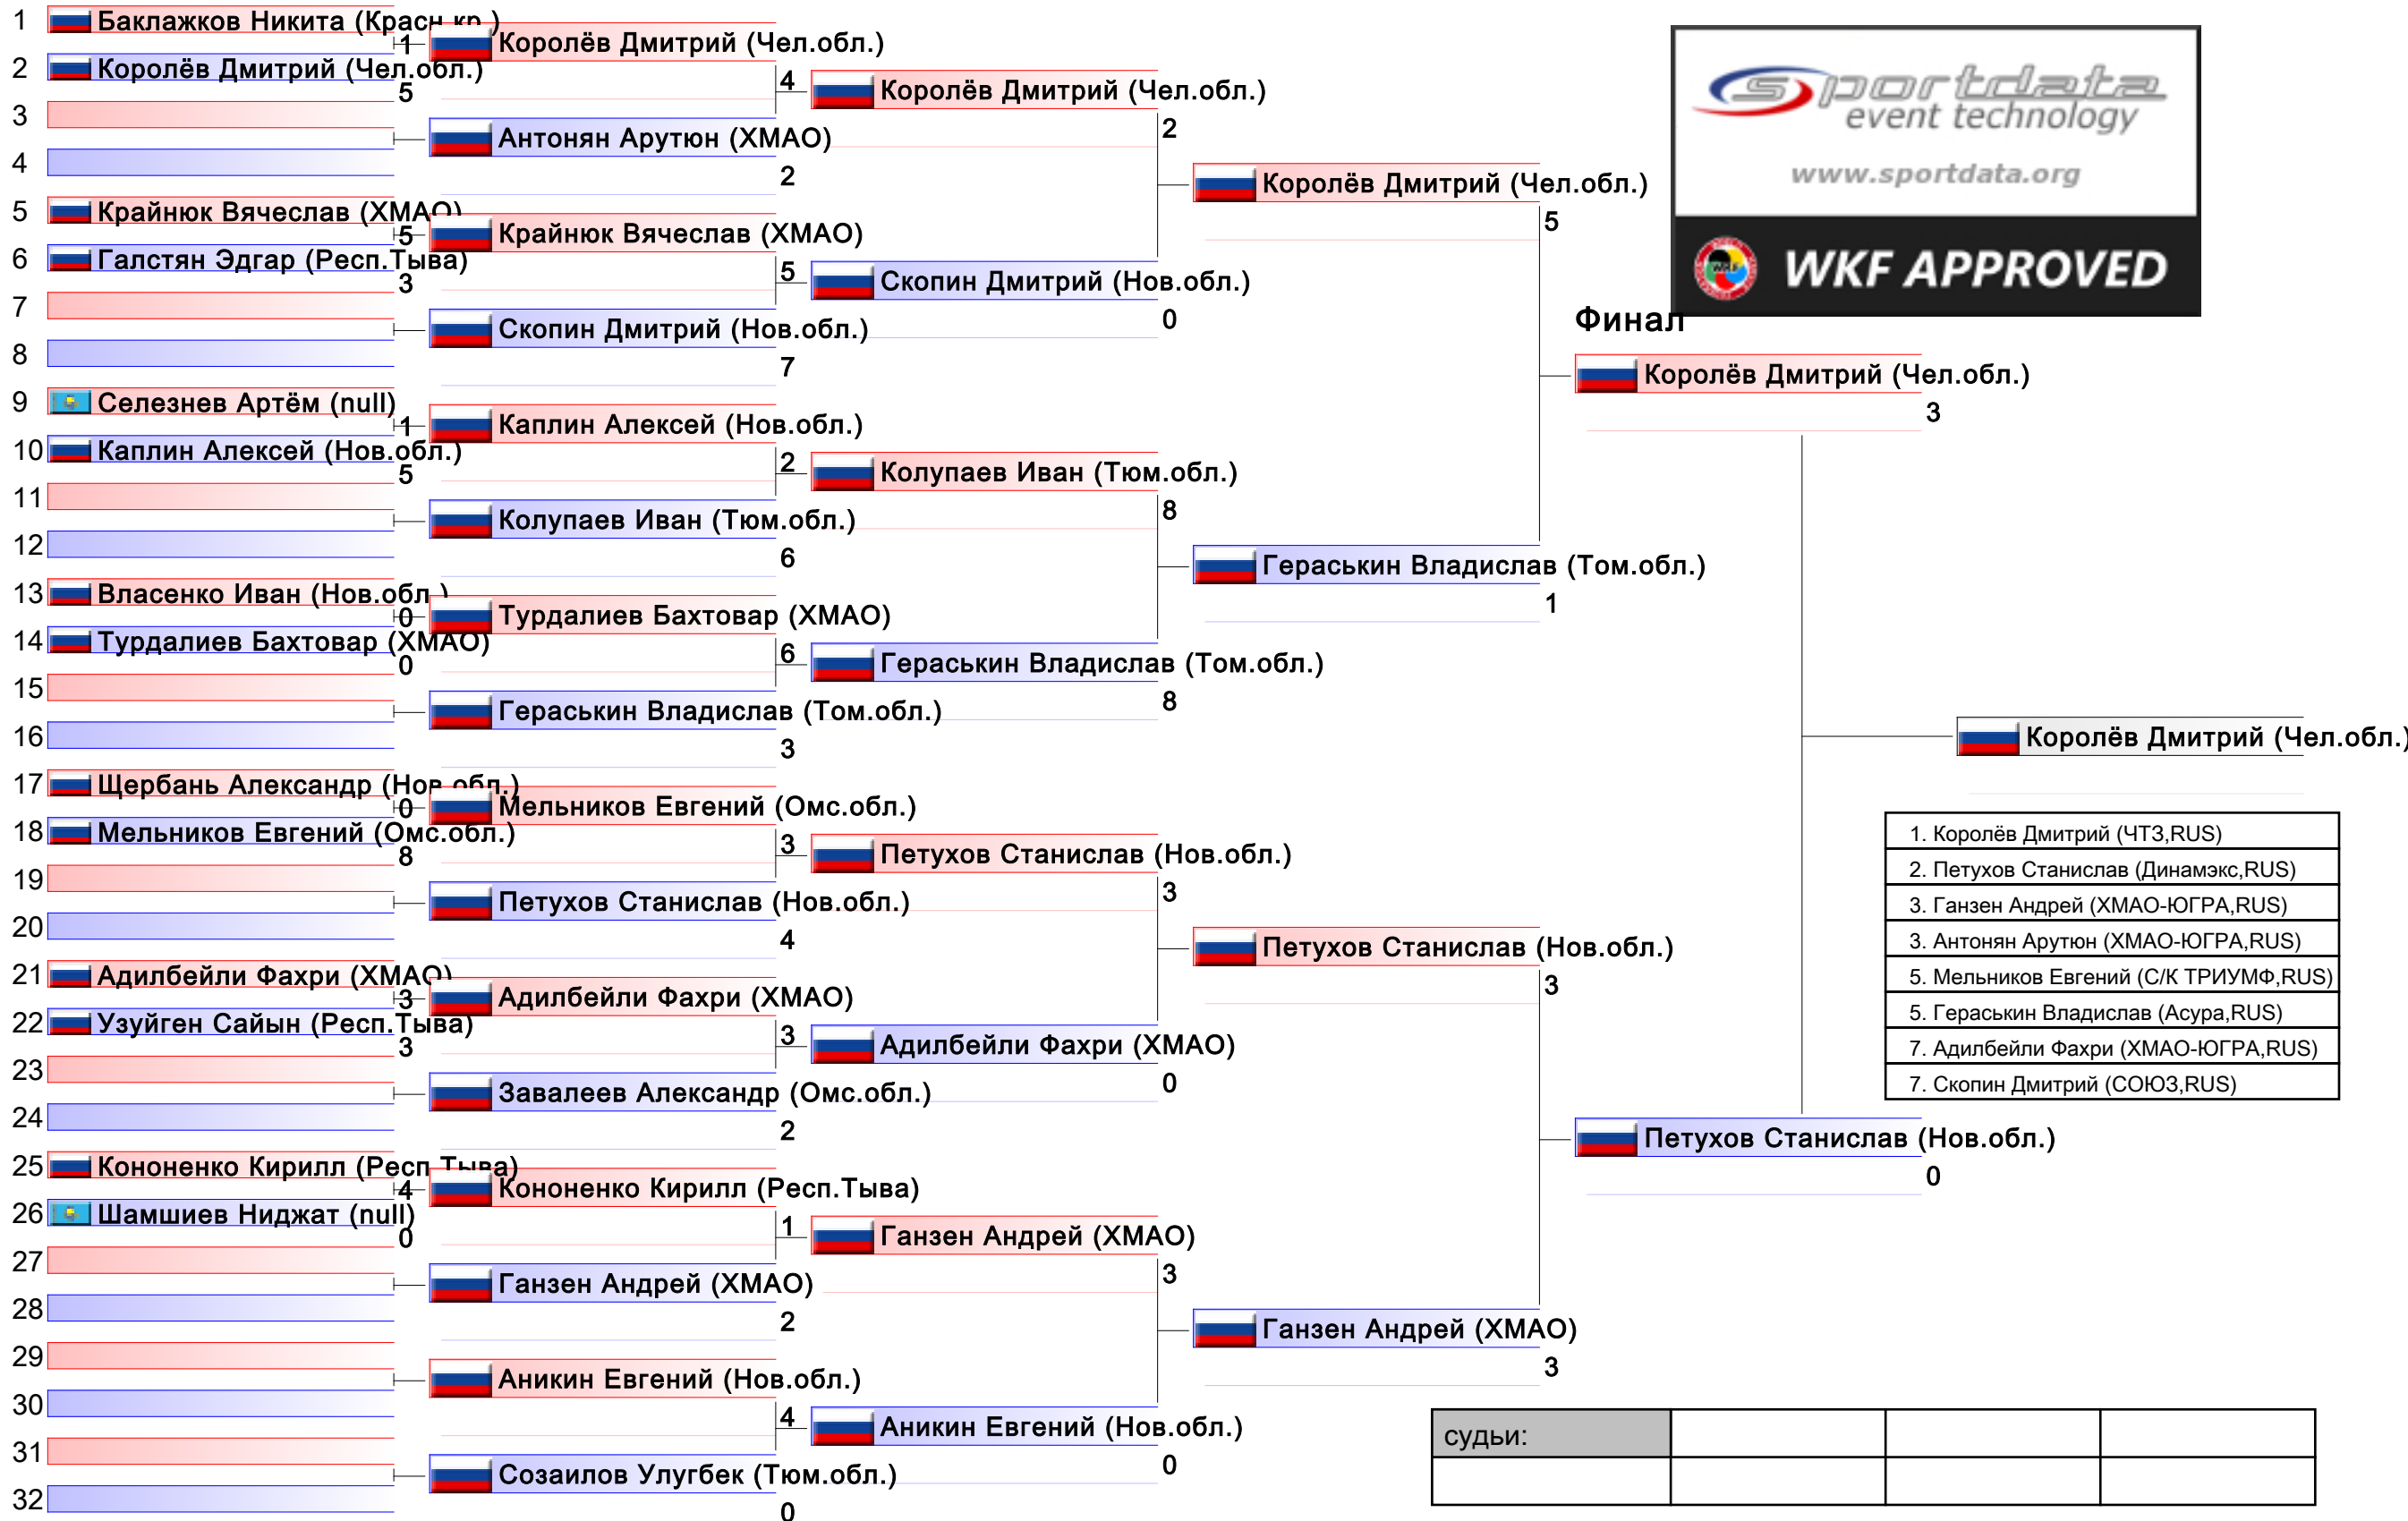 1 Баклажков Никита (Красн.кр.)
1
2 Королёв Дмитрий (Чел.обл.)
5
3
4
5 Крайнюк Вячеслав (ХМАО)
5
6 Галстян Эдгар (Респ.Тыва)
3
7
8
9 Селезнев Артём (null)
1
10 Каплин Алексей (Нов.обл.)
5
11
12
13 Власенко Иван (Нов.обл.)
0
14 Турдалиев Бахтовар (ХМАО)
0
15
16
17 Щербань Александр (Нов.обл.)
0
18 Мельников Евгений (Омс.обл.)
8
19
20
21 Адилбейли Фахри (ХМАО)
3
22 Узуйген Сайын (Респ.Тыва)
3
23
24
25 Кононенко Кирилл (Респ.Тыва)
4
26 Шамшиев Ниджат (null)
0
27
28
29
30
31
32
Королёв Дмитрий (Чел.обл.)
4
Антонян Арутюн (ХМАО)
2
Крайнюк Вячеслав (ХМАО)
5
Скопин Дмитрий (Нов.обл.)
7
Каплин Алексей (Нов.обл.)
2
Колупаев Иван (Тюм.обл.)
6
Турдалиев Бахтовар (ХМАО)
6
Гераськин Владислав (Том.обл.)
3
Мельников Евгений (Омс.обл.)
3
Петухов Станислав (Нов.обл.)
4
Адилбейли Фахри (ХМАО)
3
Завалеев Александр (Омс.обл.)
2
Кононенко Кирилл (Респ.Тыва)
1
Ганзен Андрей (ХМАО)
2
Аникин Евгений (Нов.обл.)
4
Созаилов Улугбек (Тюм.обл.)
0
Королёв Дмитрий (Чел.обл.)
2
Скопин Дмитрий (Нов.обл.)
0
Колупаев Иван (Тюм.обл.)
8
Гераськин Владислав (Том.обл.)
8
Петухов Станислав (Нов.обл.)
3
Адилбейли Фахри (ХМАО)
0
Ганзен Андрей (ХМАО)
3
Аникин Евгений (Нов.обл.)
0
Королёв Дмитрий (Чел.обл.)
5
Гераськин Владислав (Том.обл.)
1
Петухов Станислав (Нов.обл.)
3
Ганзен Андрей (ХМАО)
3
sportdata
event technology
www.sportdata.org
WKF
WKF APPROVED
Финал
Королёв Дмитрий (Чел.обл.)
3
Петухов Станислав (Нов.обл.)
0
Королёв Дмитрий (Чел.обл.)
1. Королёв Дмитрий (ЧТЗ,RUS)
2. Петухов Станислав (Динамэкс,RUS)
3. Ганзен Андрей (ХМАО-ЮГРА,RUS)
3. Антонян Арутюн (ХМАО-ЮГРА,RUS)
5. Мельников Евгений (С/К ТРИУМФ,RUS)
5. Гераськин Владислав (Асура,RUS)
7. Адилбейли Фахри (ХМАО-ЮГРА,RUS)
7. Скопин Дмитрий (СОЮЗ,RUS)
судьи: